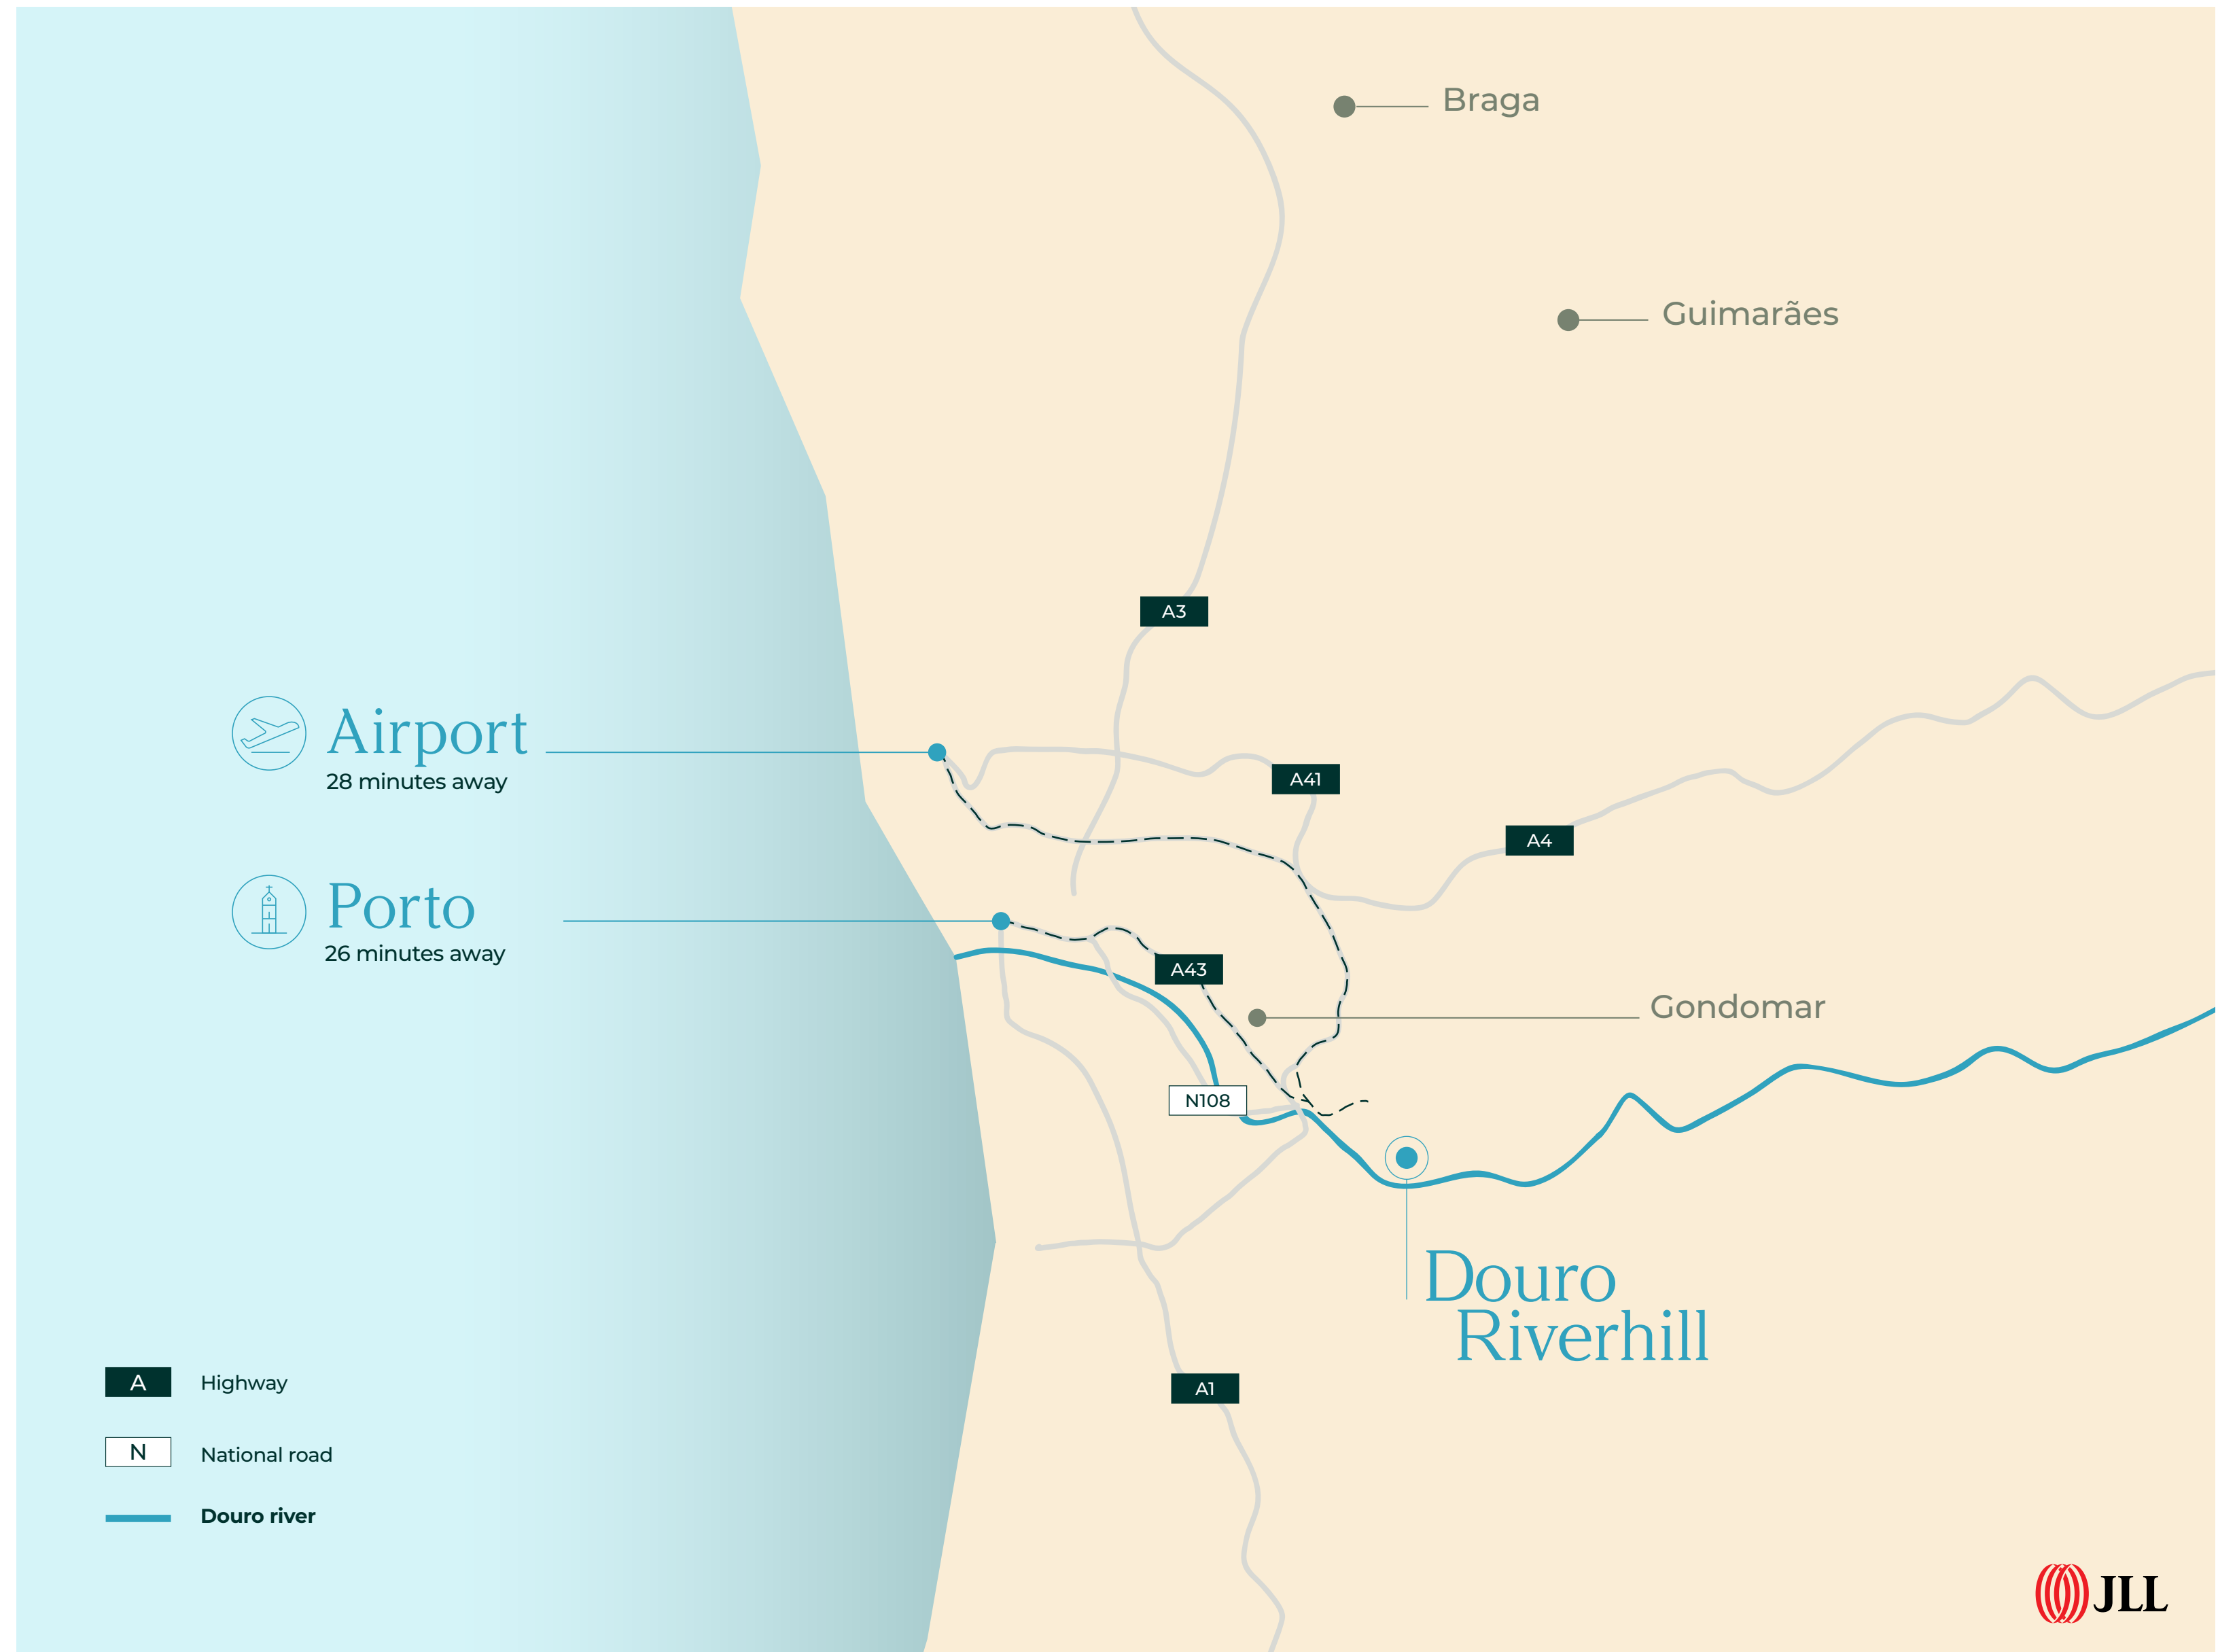 Braga
Guimarães
A3
Airport
28 minutes away
A41
A4
Porto
26 minutes away
A43
Gondomar
N108
Douro
Riverhill
A1
A Highway
N National road
Douro river
JLL